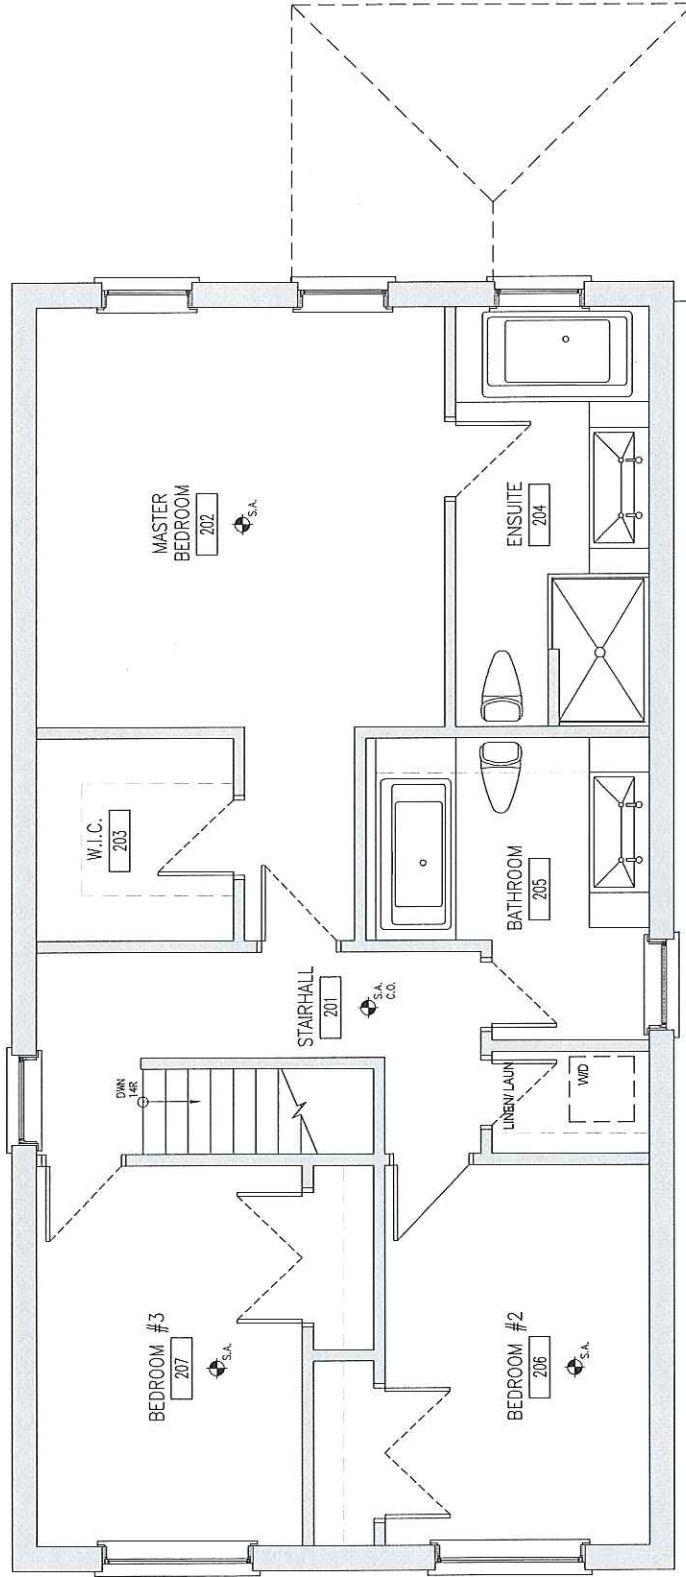 MASTER
BEDROOM
202
S.A.
ENSUITE
204
W.I.C.
203
BATHROOM
205
STAIRHALL
201
S.A.
C.O.
DWN
14R
LINEN/ LAUN
W/D
BEDROOM #3
207
S.A.
BEDROOM #2
206
S.A.